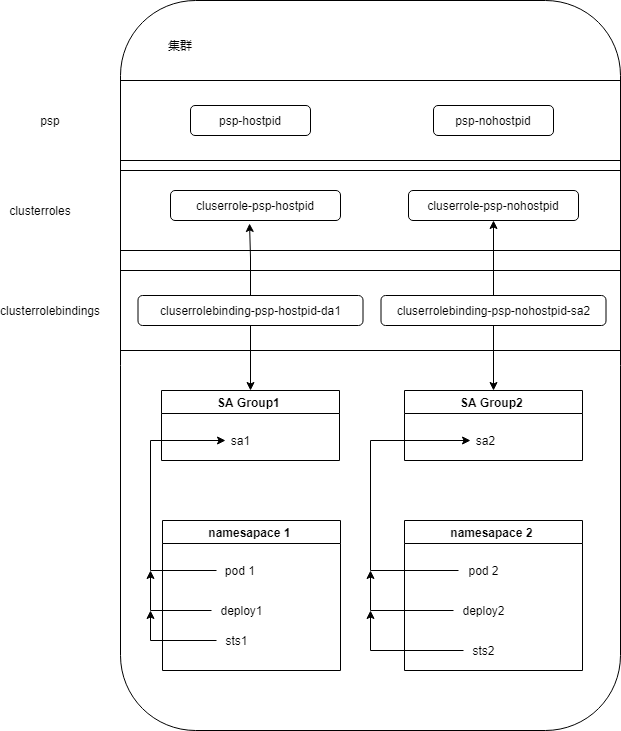 集群
psp
psp-hostpid
psp-nohostpid
clusterroles
cluserrole-psp-hostpid
cluserrole-psp-nohostpid
clusterrolebindings
cluserrolebinding-psp-hostpid-da1
cluserrolebinding-psp-nohostpid-sa2
SA Group1
SA Group2
sa1
sa2
namesapace 1
namesapace 2
pod 1
pod 2
deploy1
deploy2
sts1
sts2